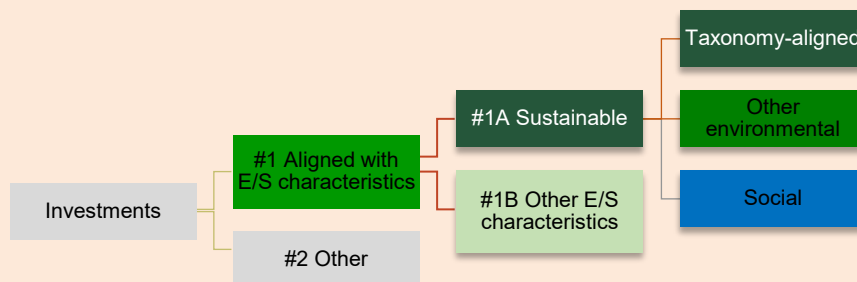 Investments
#1 Aligned with
E/S characteristics
#2 Other
#1A Sustainable
#1B Other E/S
characteristics
Taxonomy-aligned
Other
environmental
Social